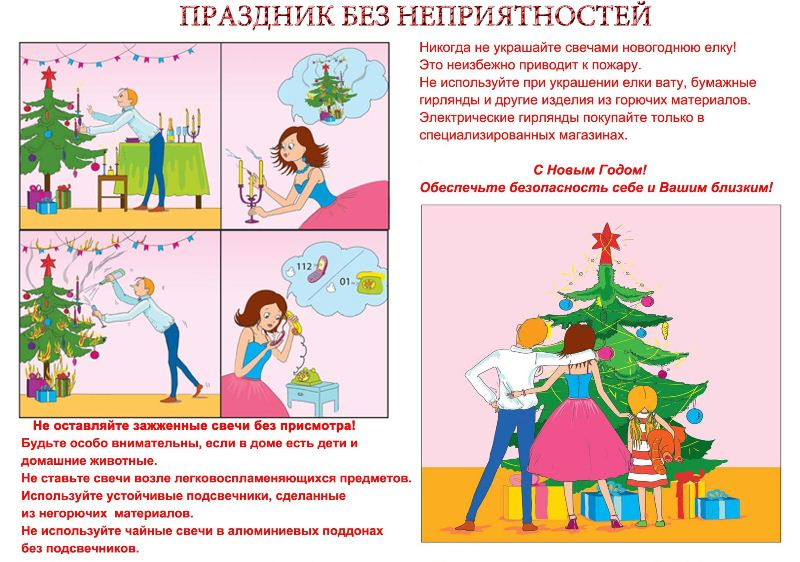 ПРАЗДНИК БЕЗ НЕПРИЯТНОСТЕЙ
Никогда не украшайте свечами новогоднюю елку!
Это неизбежно приводит к пожару.
Не используйте при украшении елки вату, бумажные
гирлянды и другие изделия из горючих материалов.
Электрические гирлянды покупайте только в
специализированных магазинах.
С Новым Годом!
Обеспечьте безопасность себе и Вашим близким!
112
01
Не оставляйте зажженные свечи без присмотра!
Будьте особо внимательны, если в доме есть дети и
домашние животные.
Не ставьте свечи возле легковоспламеняющихся предметов.
Используйте устойчивые подсвечники, сделанные
из негорючих материалов.
Не используйте чайные свечи в алюминиевых поддонах
без подсвечников.